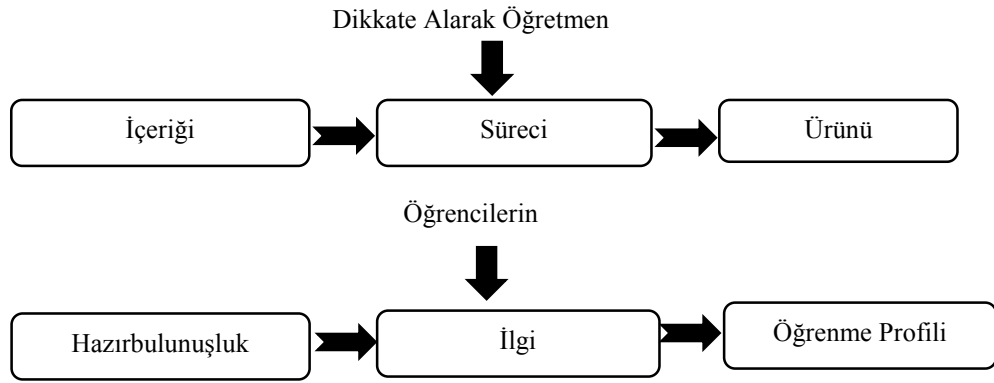 Dikkate Alarak Öğretmen
İçeriği
Süreci
Ürünü
Öğrencilerin
Hazırbulunuşluk
İlgi
Öğrenme Profili